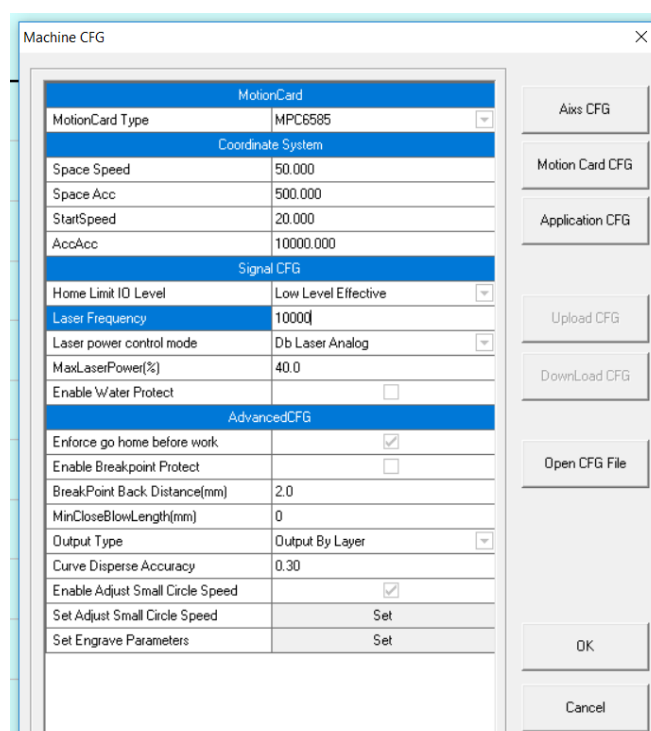 Machine CFG
MotionCard
MotionCard Type MPC6585
Coordinate System
Space Speed 50.000
Space Acc 500.000
StartSpeed 20.000
AccAcc 10000.000
Signal CFG
Home Limit IO Level Low Level Effective
Laser Frequency 10000
Laser power control mode Db Laser Analog
MaxLaserPower(%) 40.0
Enable Water Protect
AdvancedCFG
Enforce go home before work
Enable Breakpoint Protect
BreakPoint Back Distance(mm) 2.0
MinCloseBlowLength(mm) 0
Output Type Output By Layer
Curve Disperse Accuracy 0.30
Enable Adjust Small Circle Speed
Set Adjust Small Circle Speed Set
Set Engrave Parameters Set
Aixs CFG
Motion Card CFG
Application CFG
Upload CFG
DownLoad CFG
Open CFG File
OK
Cancel